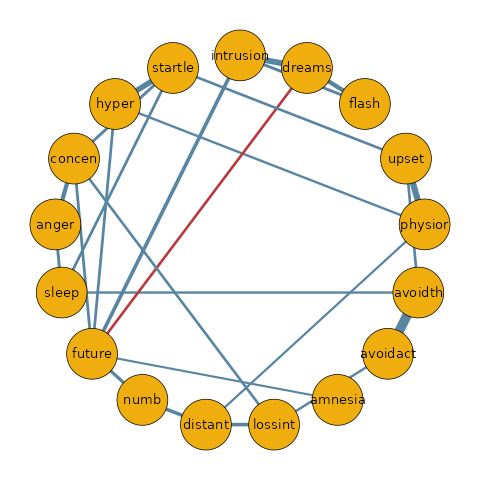 intrusion
dreams
flash
upset
physior
avoidth
avoidact
amnesia
lossint
distant
numb
future
sleep
anger
concen
hyper
startle